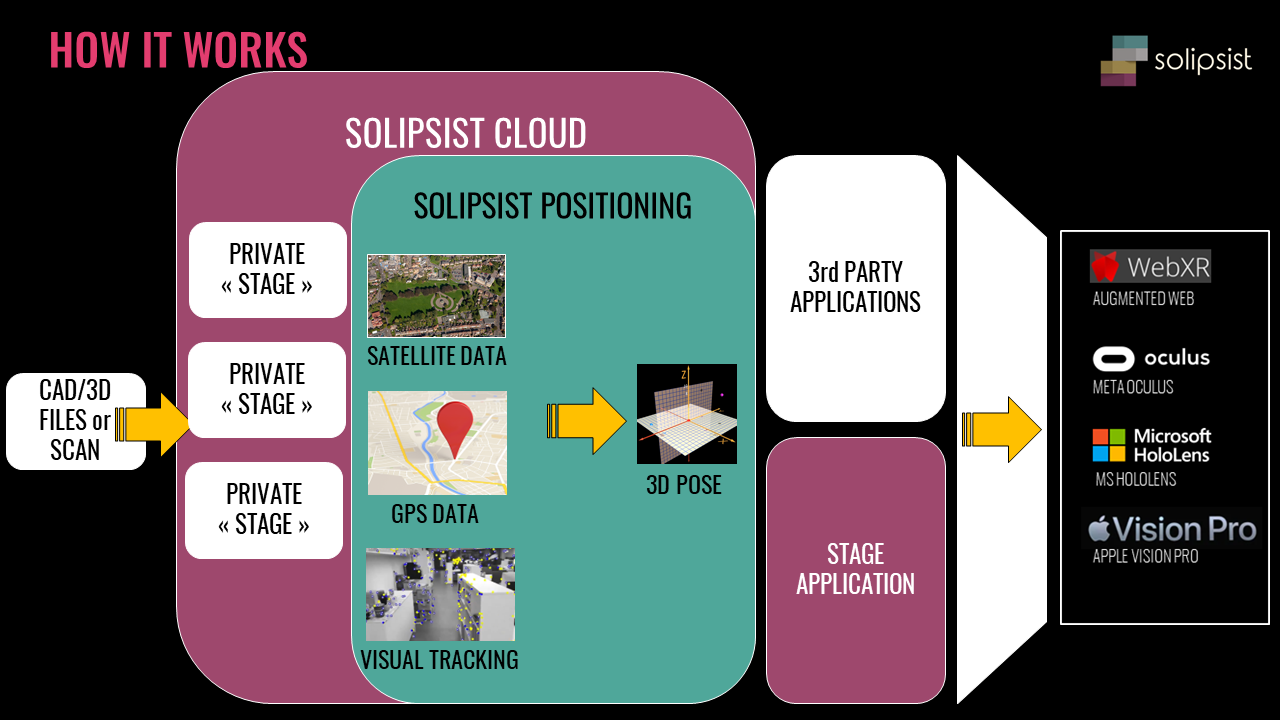 HOW IT WORKS
solipsist
SOLIPSIST CLOUD
SOLIPSIST POSITIONING
CAD/3D
FILES or
SCAN
PRIVATE
« STAGE »
PRIVATE
« STAGE »
PRIVATE
« STAGE »
SATELLITE DATA
GPS DATA
VISUAL TRACKING
Z
3D POSE
3rd PARTY
APPLICATIONS
STAGE
APPLICATION
WebXR
AUGMENTED WEB
oculus
META OCULUS
Microsoft
HoloLens
MS HOLOLENS
Vision Pro
APPLE VISION PRO